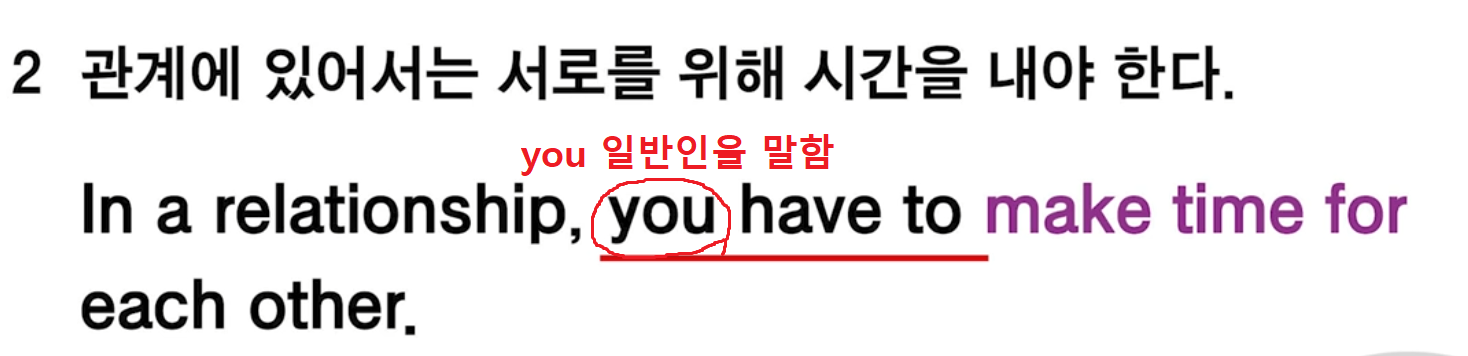 2 관계에 있어서는 서로를 위해 시간을 내야 한다.
you 일반인을 말함
In a relationship, you have to make time for
each other.